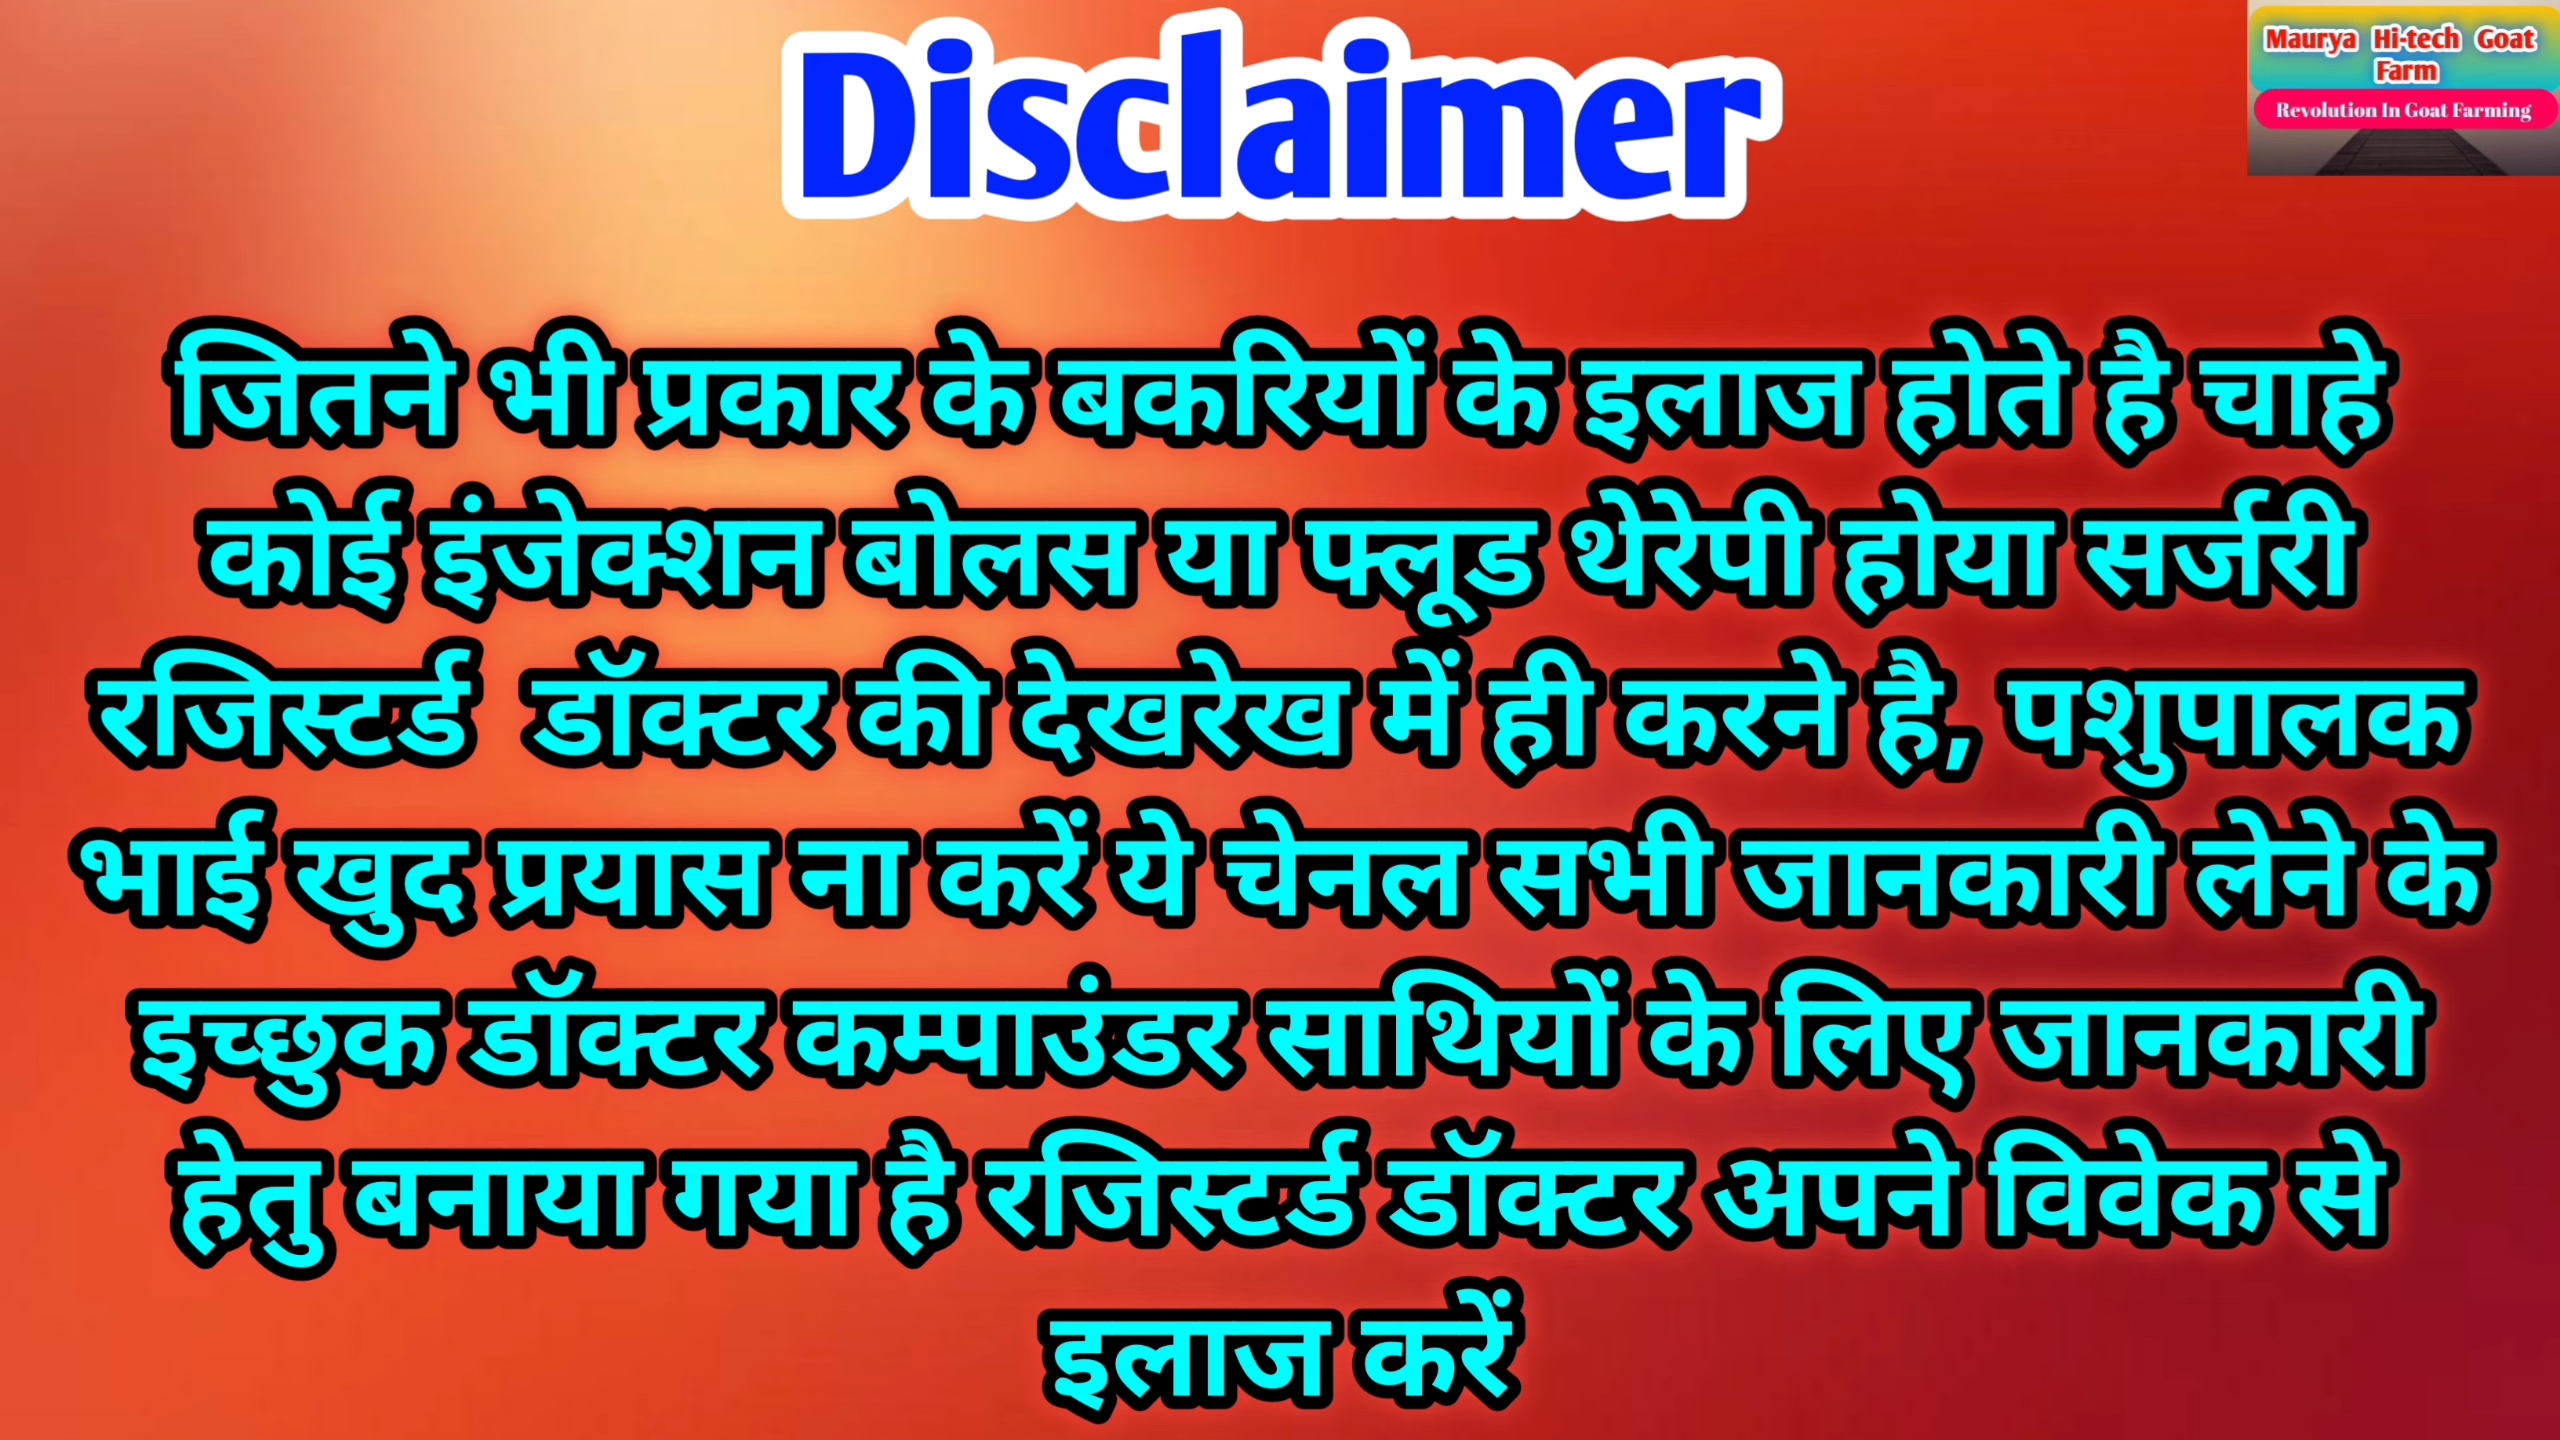 Disclaimer
Maurya Hi-tech Goat
Farm
Revolution In Goat Farming
जितने भी प्रकार के बकरियों के इलाज होते है चाहे
कोई इंजेक्शन बोलस या फ्लूड थेरेपी होया सर्जरी
रजिस्टर्ड डॉक्टर की देखरेख में ही करने है, पशुपालक
भाई खुद प्रयास ना करें ये चेनल सभी जानकारी लेने के
इच्छुक डॉक्टर कम्पाउंडर साथियों के लिए जानकारी
हेतु बनाया गया है रजिस्टर्ड डॉक्टर अपने विवेक से
इलाज करें